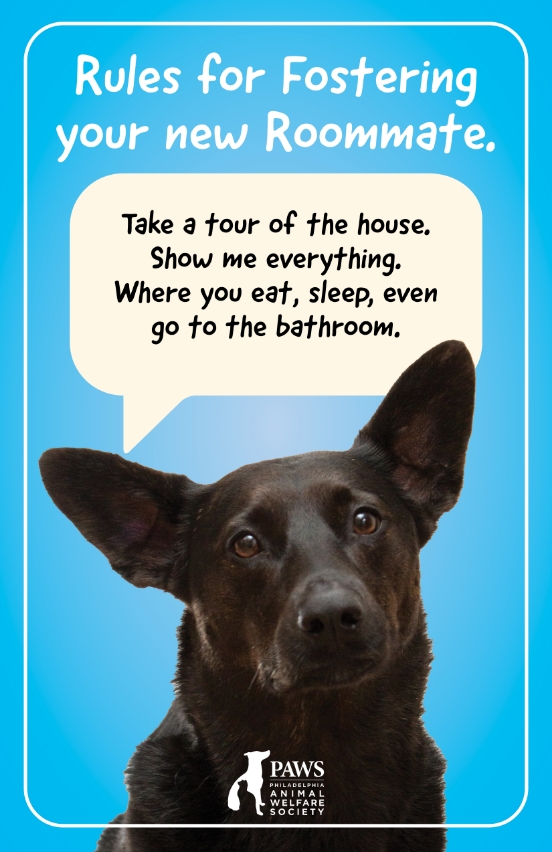 Rules for Fostering
your new Roommate.
Take a tour of the house.
Show me everything.
Where you eat, sleep, even
go to the bathroom.
PAWS
PHILADELPHIA
ANIMAL
WELFARE
SOCIETY